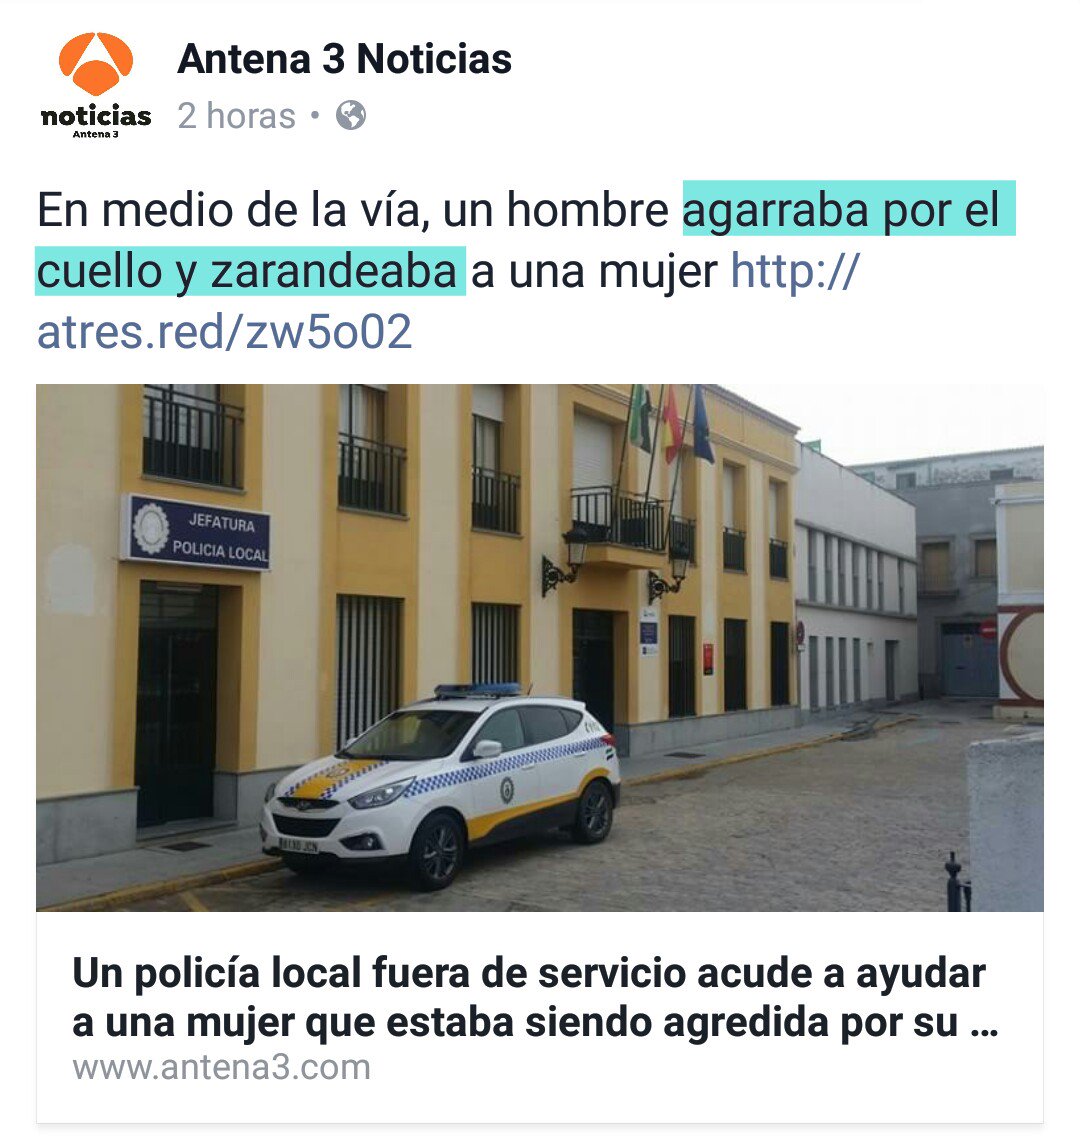 Antena 3 Noticias
noticias
Antena 3
2 horas •
En medio de la vía, un hombre agarraba por el
cuello y zarandeaba a una mujer http://
atres.red/zw5o02
JEFATURA
POLICIA LOCAL
Un policía local fuera de servicio acude a ayudar
a una mujer que estaba siendo agredida por su ...
www.antena3.com